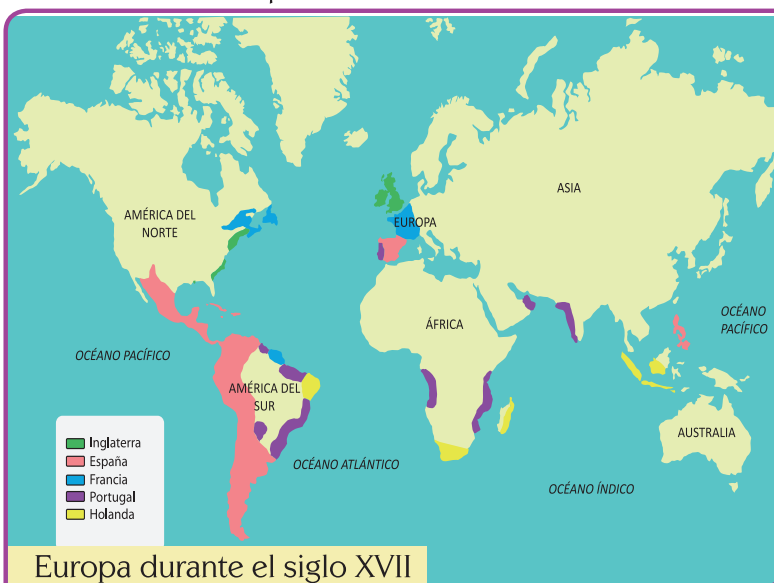 AMÉRICA DEL
NORTE
EUROPA
ASIA
ÁFRICA
OCÉANO
PACÍFICO
OCÉANO PACÍFICO
AMÉRICA DEL
SUR
AUSTRALIA
OCÉANO ATLÁNTICO
OCÉANO ÍNDICO
Inglaterra
España
Francia
Portugal
Holanda
Europa durante el siglo XVII